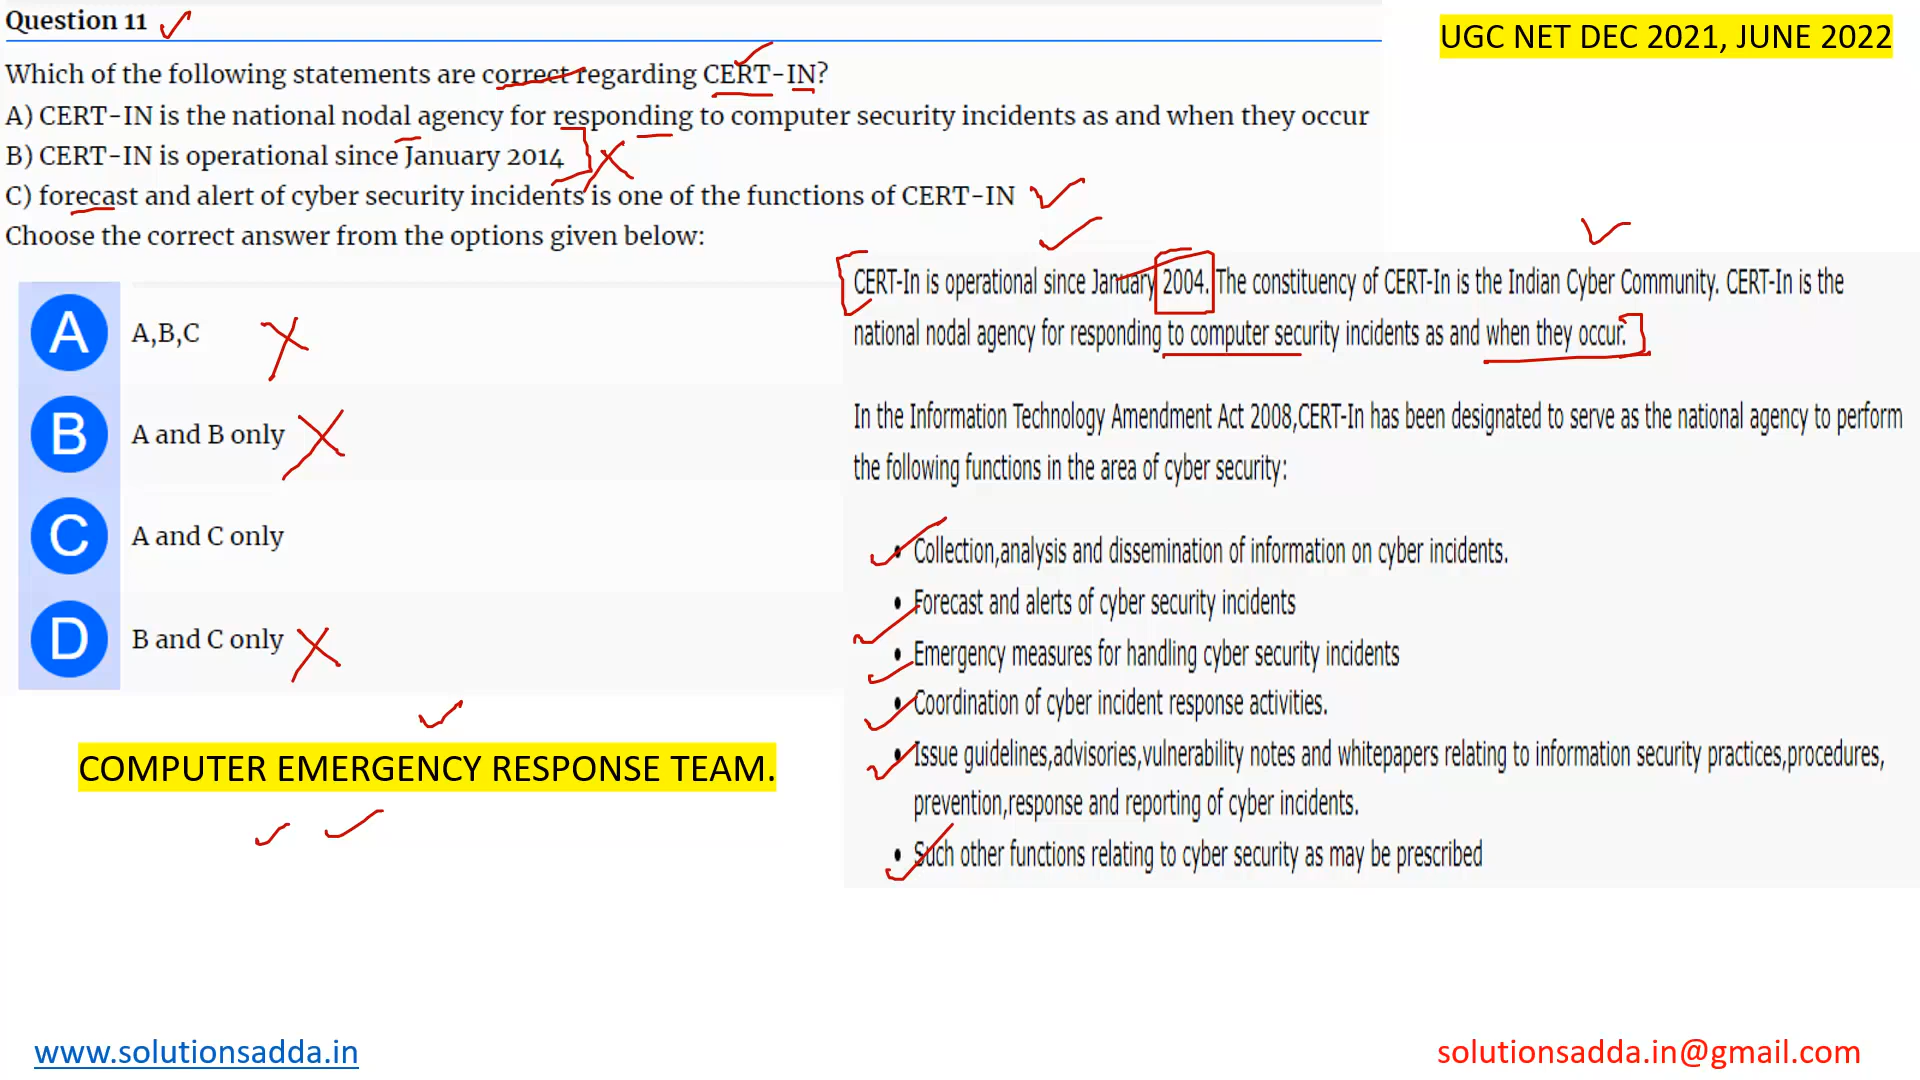 Question 11
UGC NET DEC 2021, JUNE 2022
Which of the following statements are correct regarding CERT-IN?
A) CERT-IN is the national nodal agency for responding to computer security incidents as and when they occur
B) CERT-IN is operational since January 2014
C) forecast and alert of cyber security incidents is one of the functions of CERT-IN
Choose the correct answer from the options given below:
A A,B,C
B A and B only
C A and C only
D B and C only
COMPUTER EMERGENCY RESPONSE TEAM.
CERT-In is operational since January 2004. The constituency of CERT-In is the Indian Cyber Community. CERT-In is the
national nodal agency for responding to computer security incidents as and when they occur.
In the Information Technology Amendment Act 2008,CERT-In has been designated to serve as the national agency to perform
the following functions in the area of cyber security:
• Collection,analysis and dissemination of information on cyber incidents.
• Forecast and alerts of cyber security incidents
• Emergency measures for handling cyber security incidents
• Coordination of cyber incident response activities.
• Issue guidelines,advisories,vulnerability notes and whitepapers relating to information security practices,procedures,
prevention,response and reporting of cyber incidents.
• Such other functions relating to cyber security as may be prescribed
www.solutionsadda.in
solutionsadda.in@gmail.com